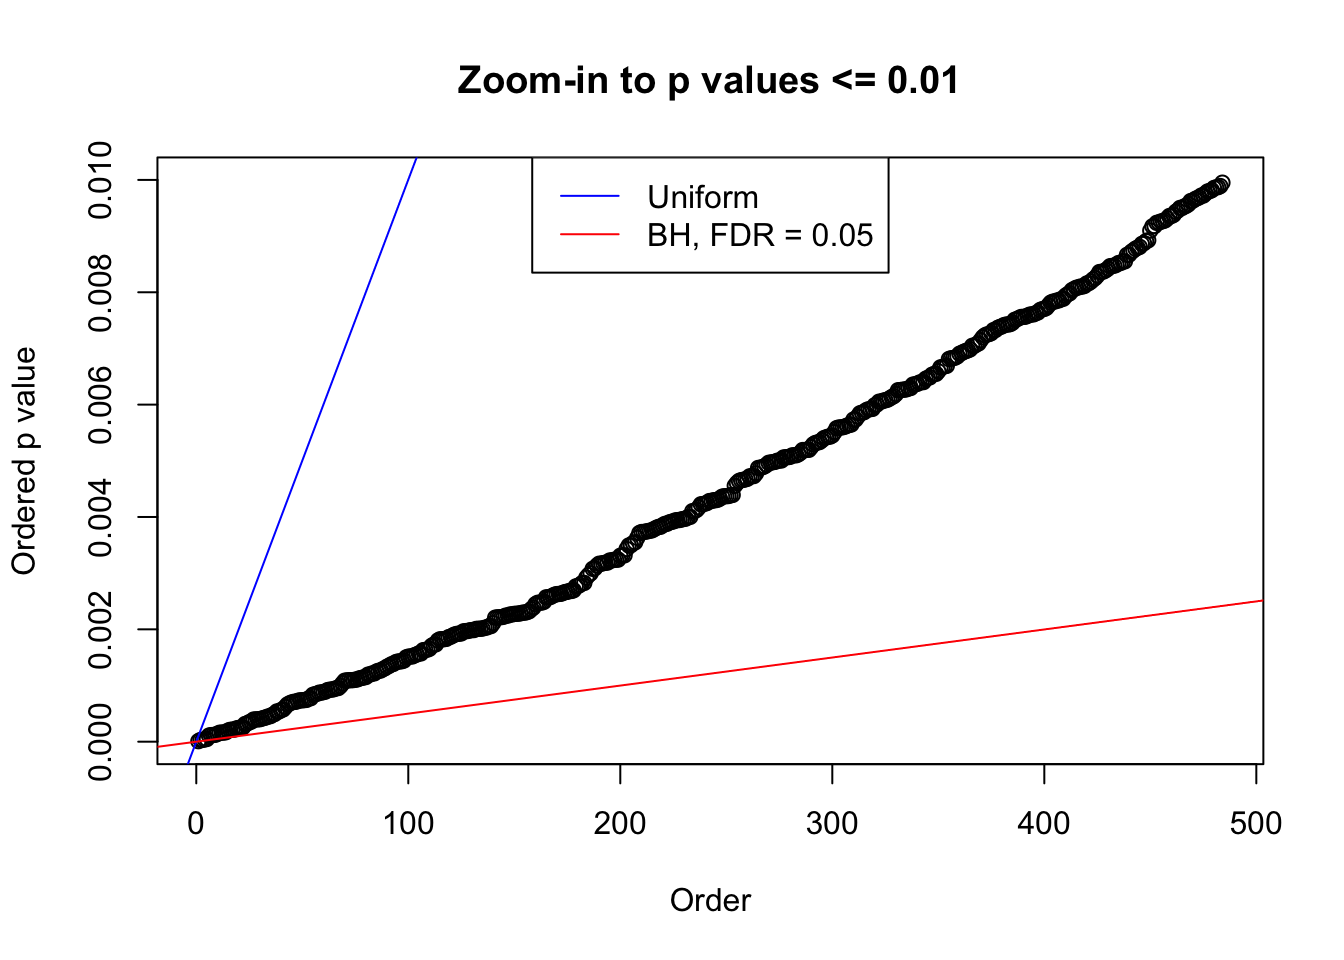 Zoom-in to p values <= 0.01
Uniform
BH, FDR = 0.05
Ordered p value
0.010
0.008
0.006
0.004
0.002
0.000
0 100 200 300 400 500
Order